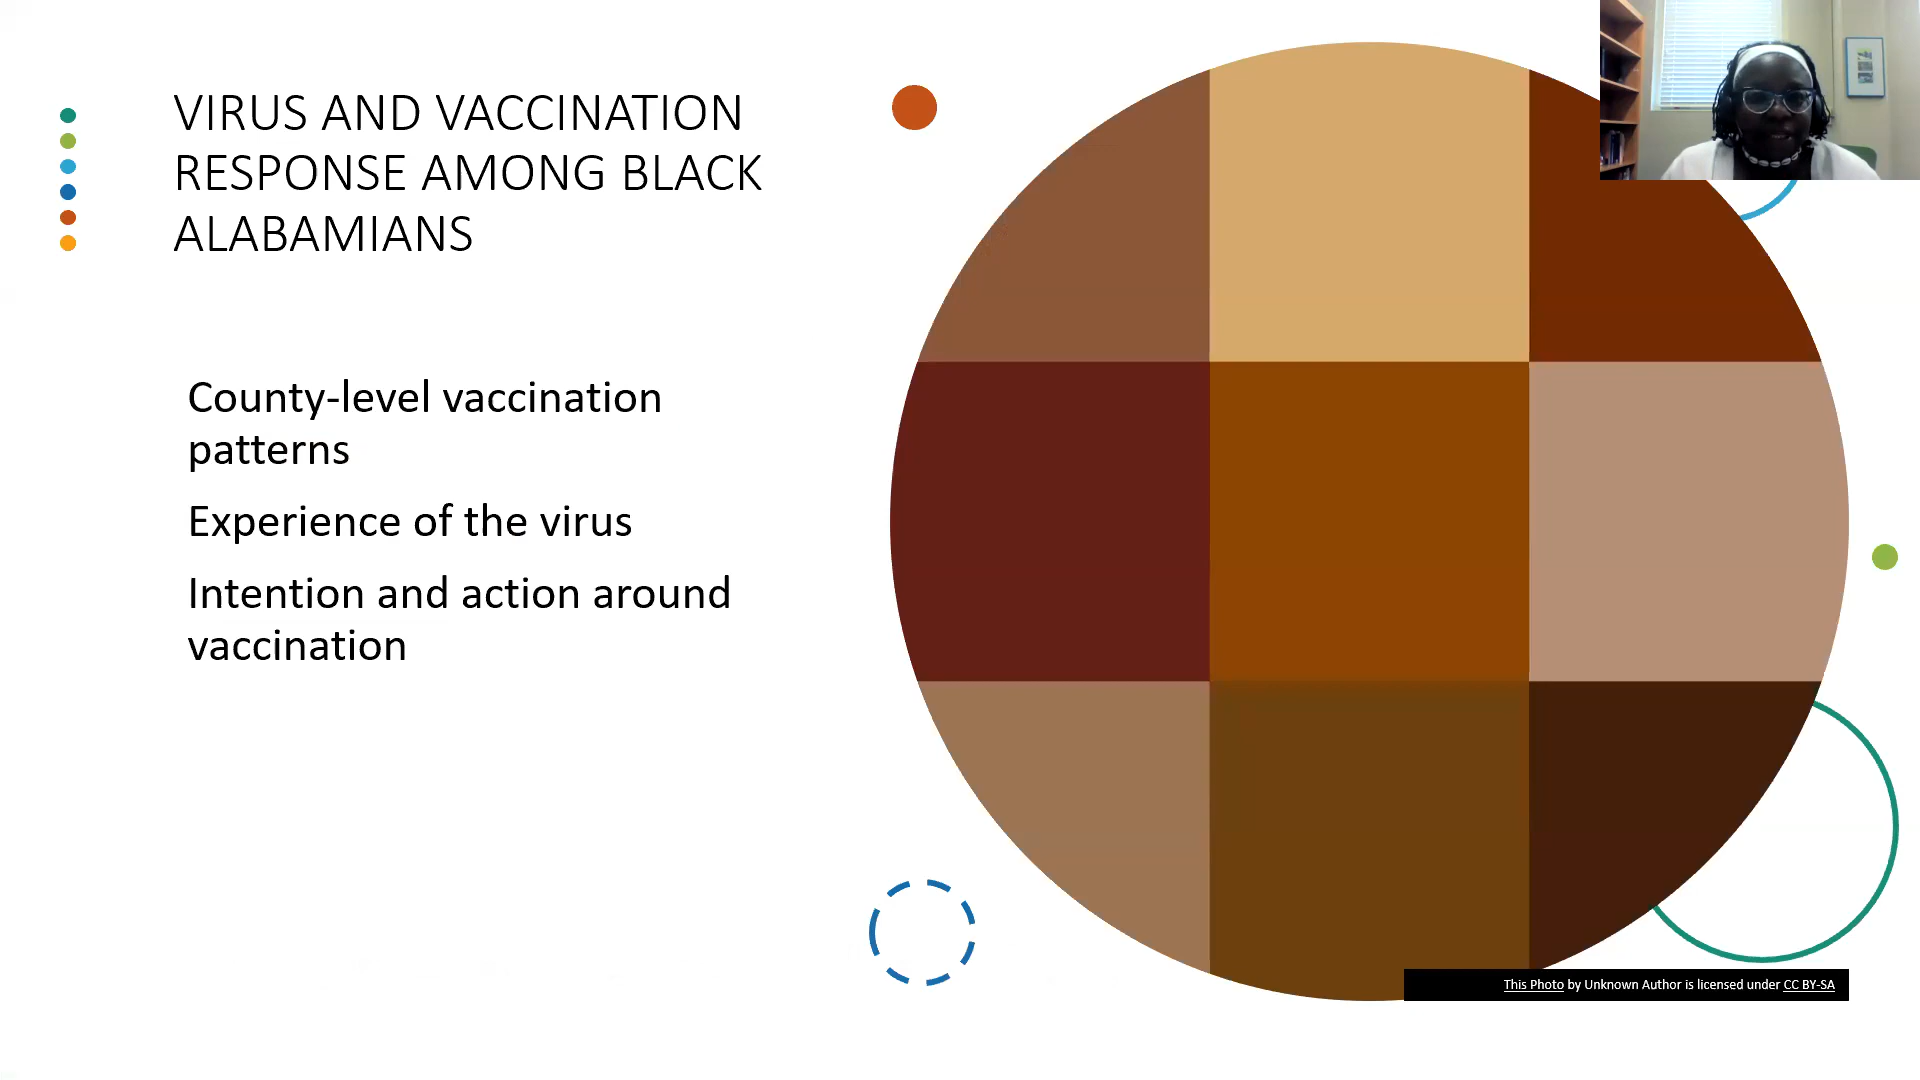 VIRUS AND VACCINATION
RESPONSE AMONG BLACK
ALABAMIANS
County-level vaccination
patterns
Experience of the virus
Intention and action around
vaccination
This Photo by Unknown Author is licensed under CC BY-SA